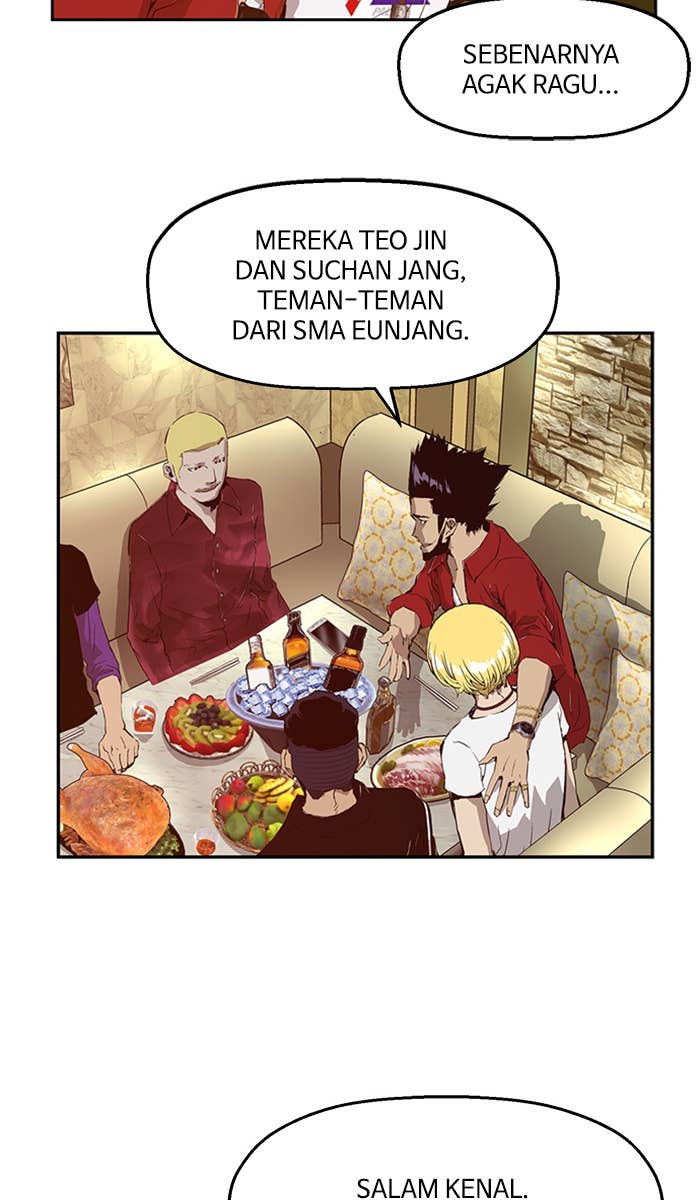 SEBENARNYA
AGAK RAGU...
MEREKA TEO JIN
DAN SUCHAN JANG,
TEMAN-TEMAN
DARI SMA EUNJANG.
SALAM KENAL.